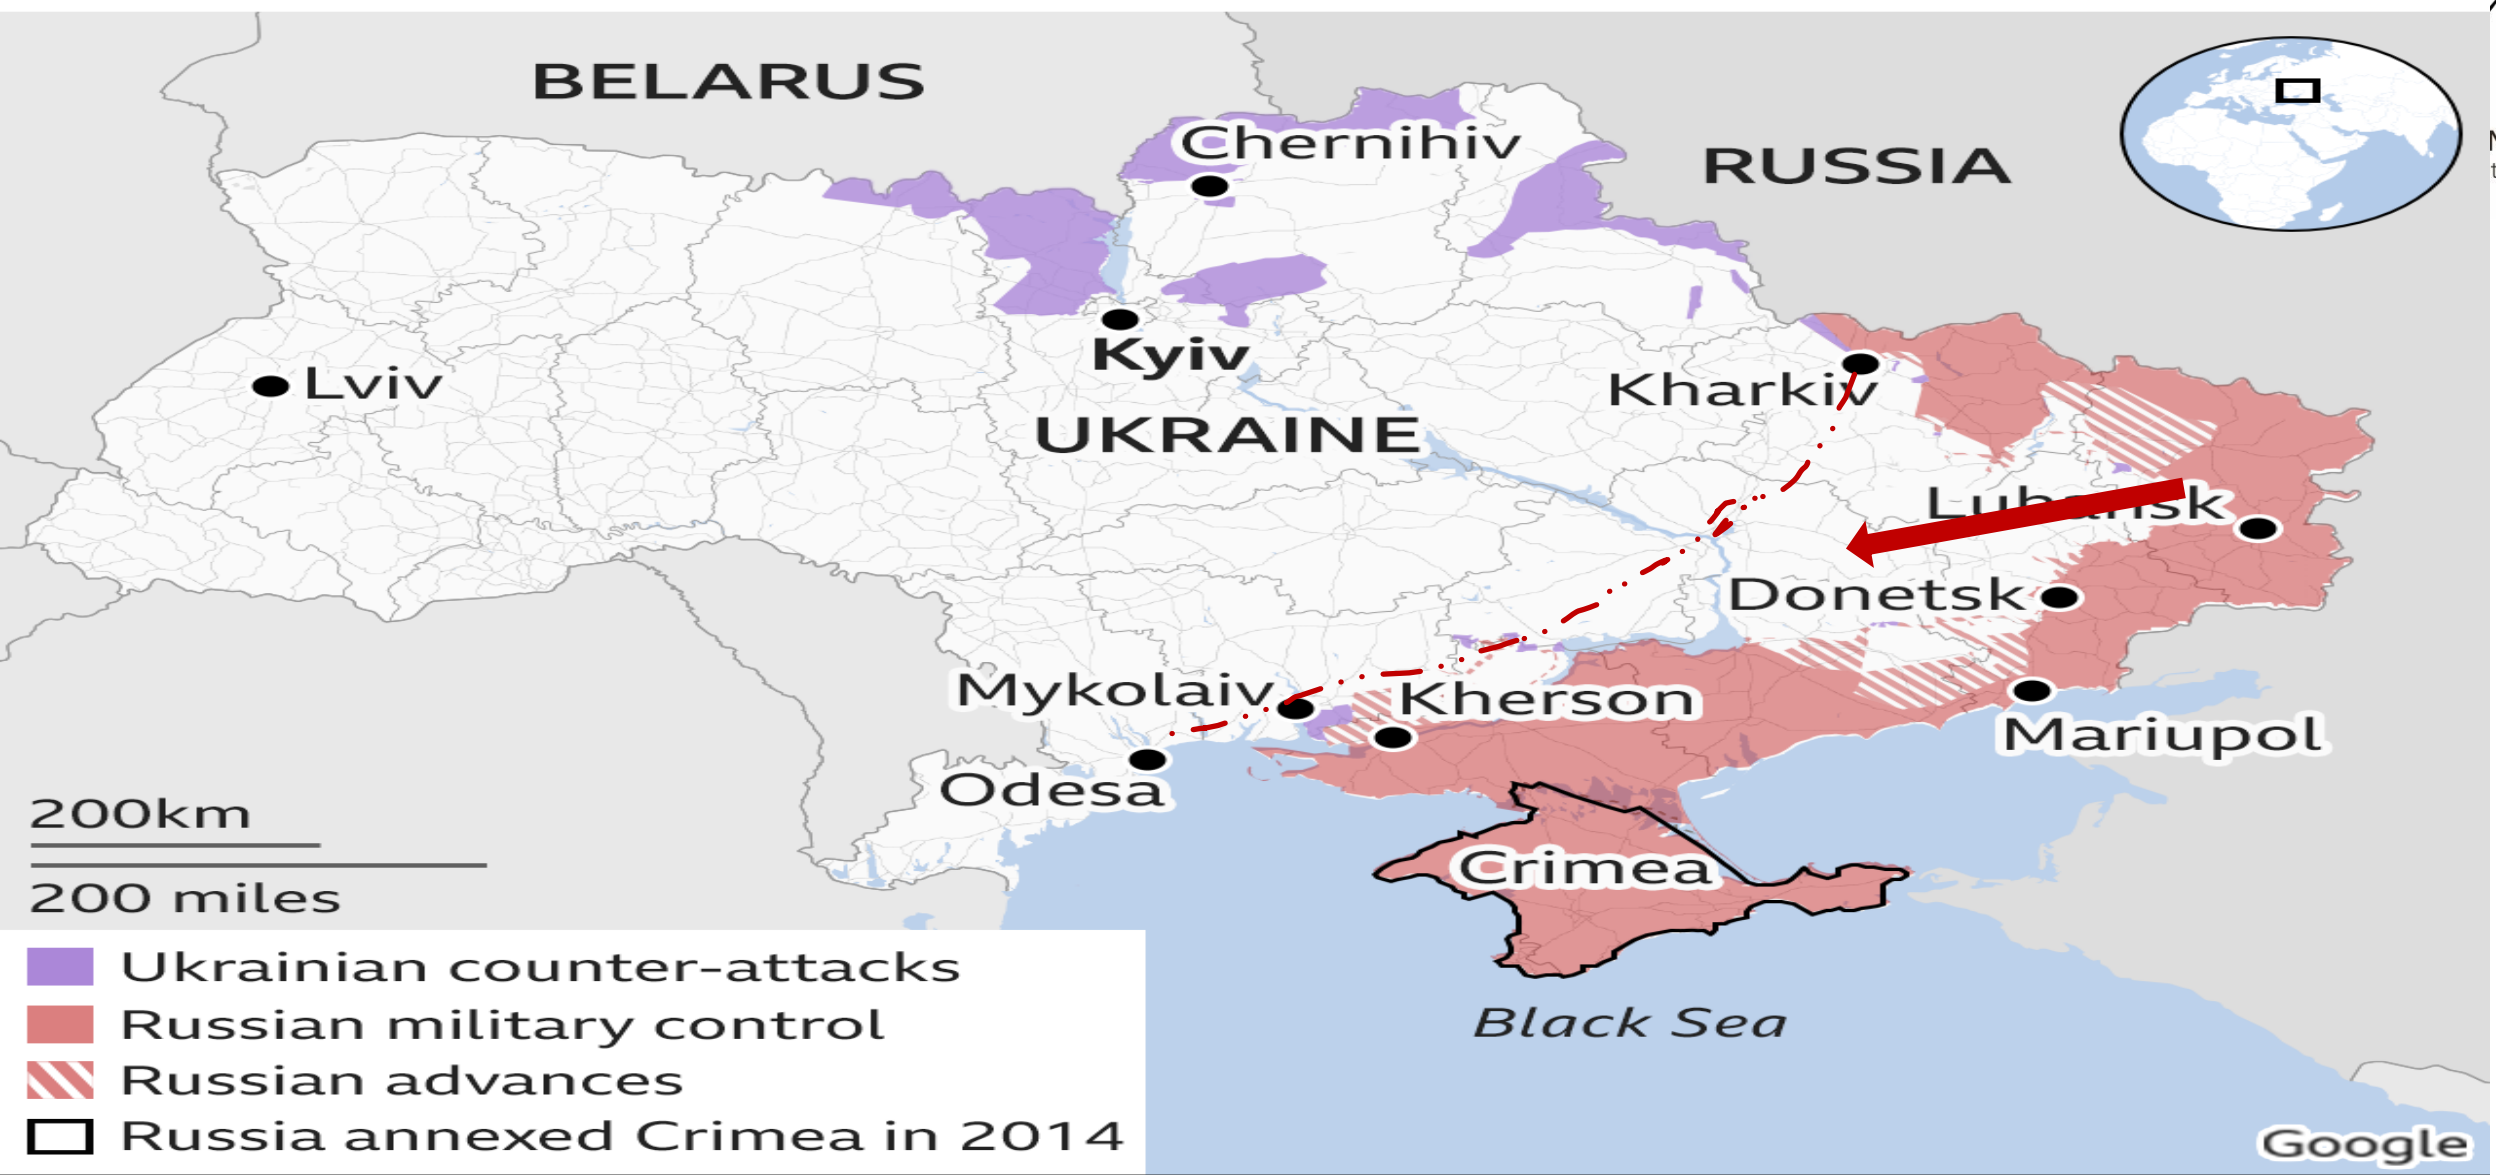 BELARUS
Chernihiv
RUSSIA
Kyiv
Lviv
Kharkiv
UKRAINE
Luhansk
Donetsk
Mykolaiv
Kherson
Mariupol
Odesa
200km
200 miles
Crimea
Black Sea
Ukrainian counter-attacks
Russian military control
Russian advances
Russia annexed Crimea in 2014
Google